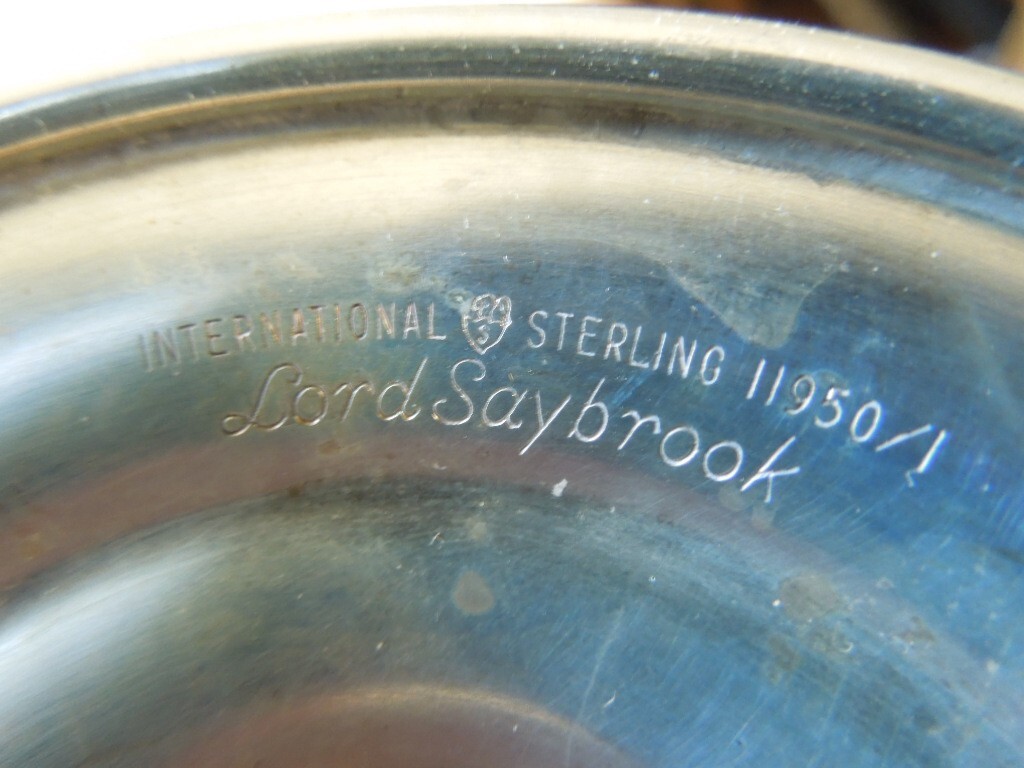 INTERNATIONAL S STERLING 11950/1
Lord Saybrook